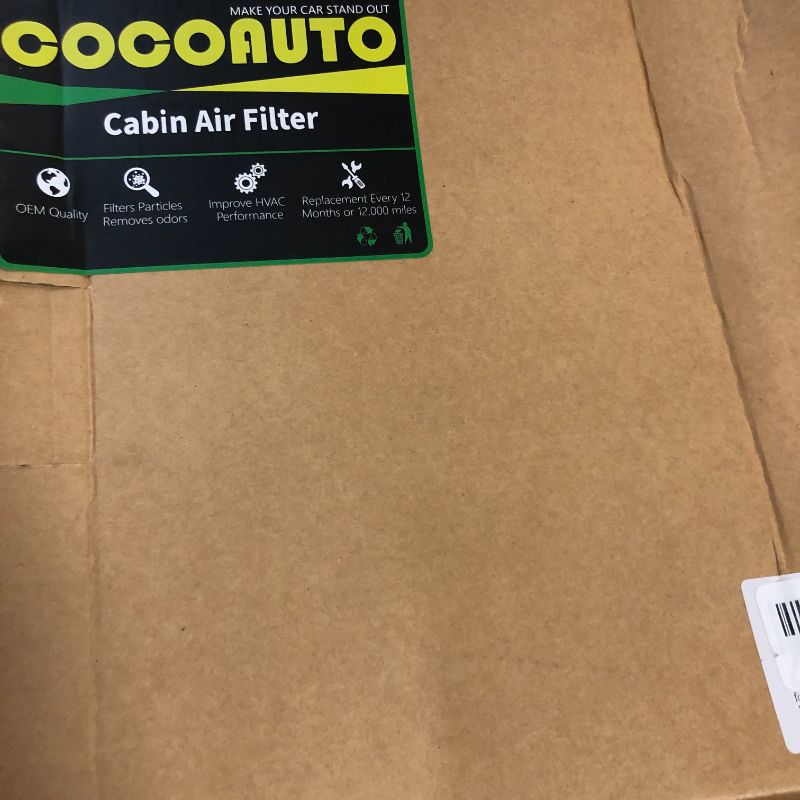 MAKE YOUR CAR STAND OUT
COCOAUTO
Cabin Air Filter
OEM Quality
Filters Particles
Removes odors
Improve HVAC
Performance
Replacement Every 12
Months or 12,000 miles